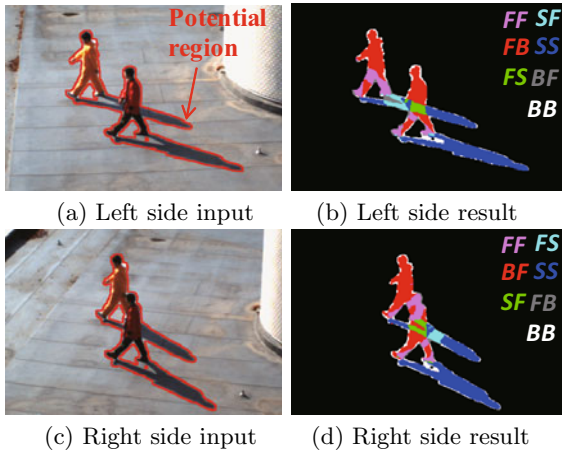 Potential
region
FF SF
FB SS
FS BF
BB
(a) Left side input
(b) Left side result
FF FS
BF SS
SF FB
BB
(c) Right side input
(d) Right side result